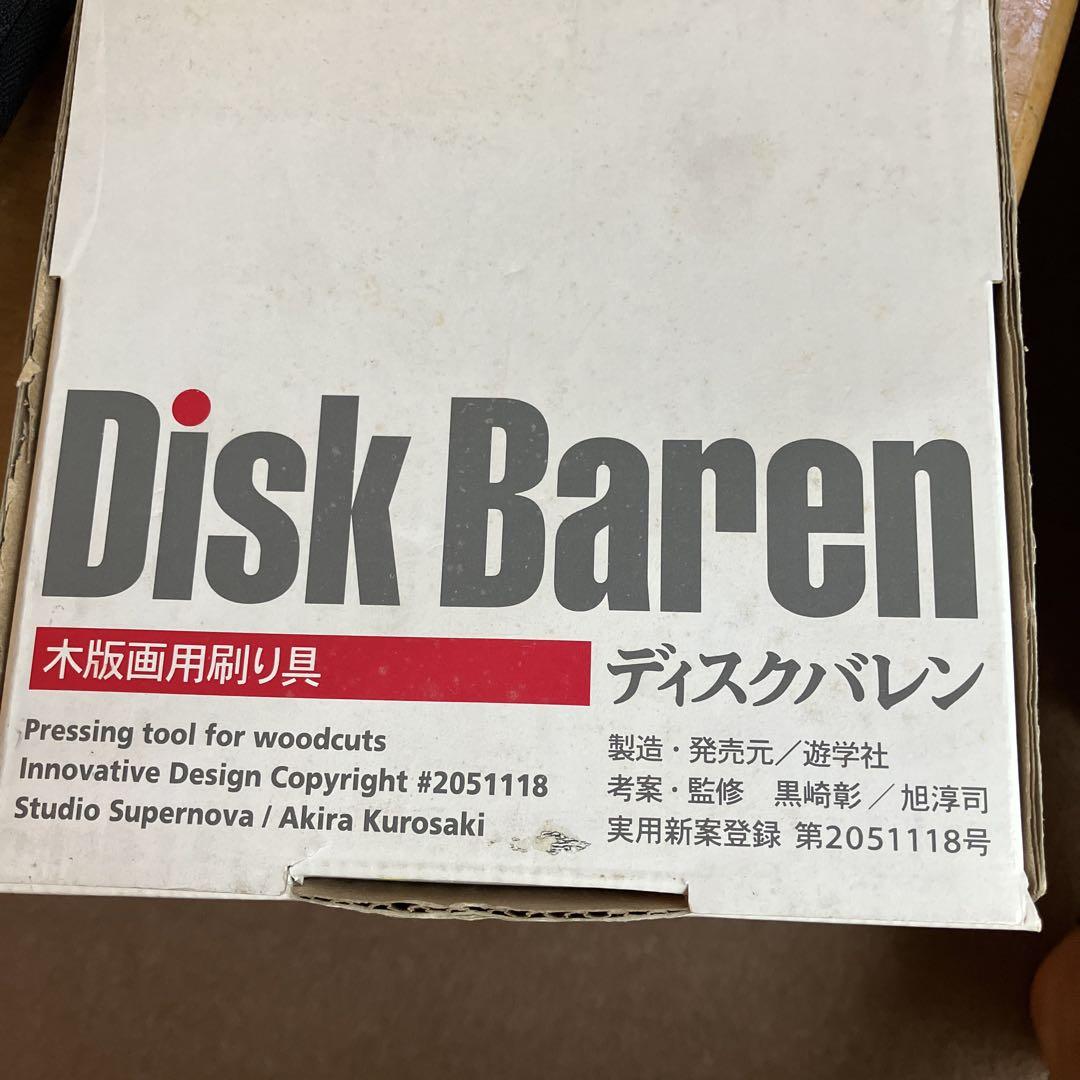 Disk Baren
木版画用刷り具
ディスクバレン
Pressing tool for woodcuts
Innovative Design Copyright #2051118
Studio Supernova / Akira Kurosaki
製造・発売元／遊学社
考案・監修　黒崎彰／旭淳司
実用新案登録 第2051118号